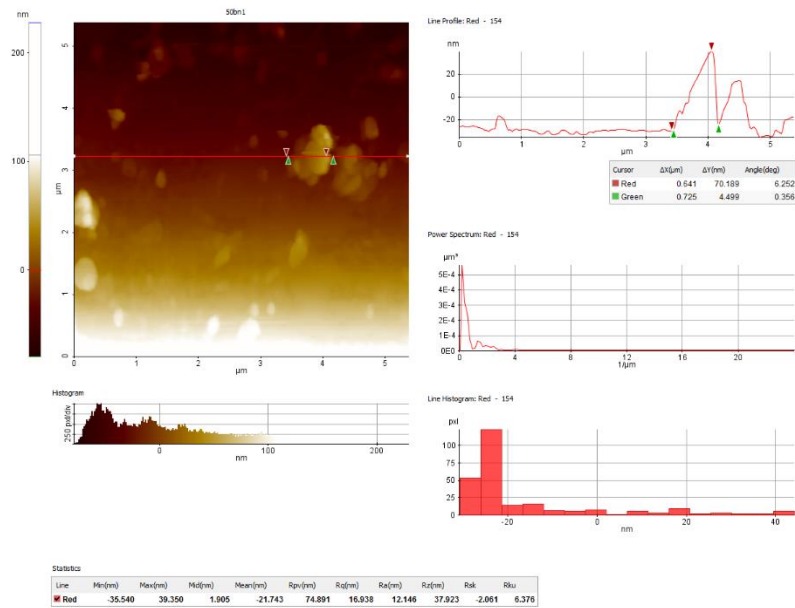 50bn1
nm
200
100
0
5
4
3
2
1
0
µm
0 1 2 3 4 5
µm
Line Profile: Red - 154
nm
20
0
-20
0 1 2 3 4 5
µm
Cursor ΔX(µm) ΔY(nm) Angle(deg)
Red 0.641 70.189 6.252
Green 0.725 4.499 0.356
Power Spectrum: Red - 154
5E-4
4E-4
3E-4
2E-4
1E-4
0E0
0 4 8 12 16 20
1/µm
Histogram
250 pxl/div
0 100 200
nm
Line Histogram: Red - 154
pxl
100
75
50
25
0
-20 0 20 40
nm
Statistics
Line Min(nm) Max(nm) Mid(nm) Mean(nm) Rpv(nm) Rq(nm) Ra(nm) Rz(nm) Rsk Rku
Red -35.540 39.350 1.905 -21.743 74.891 16.938 12.146 37.923 -2.061 6.376